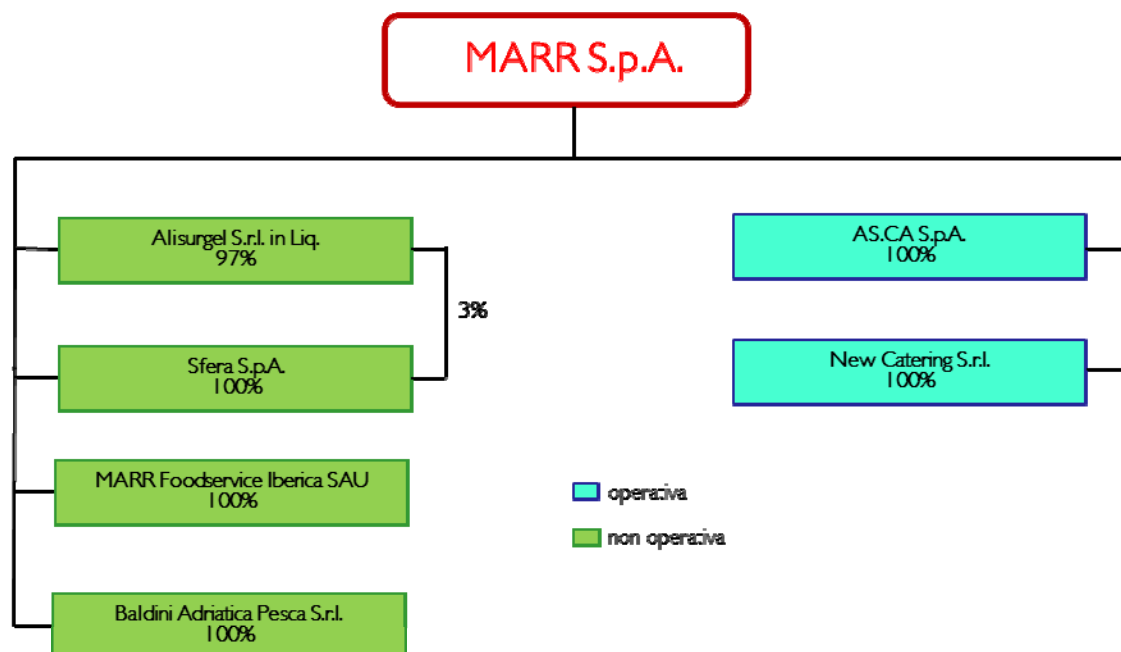 MARR S.p.A.
Alisurgel S.r.l. in Liq.
97%
AS.CA S.p.A.
100%
3%
Sfera S.p.A.
100%
New Catering S.r.l.
100%
MARR Foodservice Iberica SAU
100%
operativa
non operativa
Baldini Adriatica Pesca S.r.l.
100%